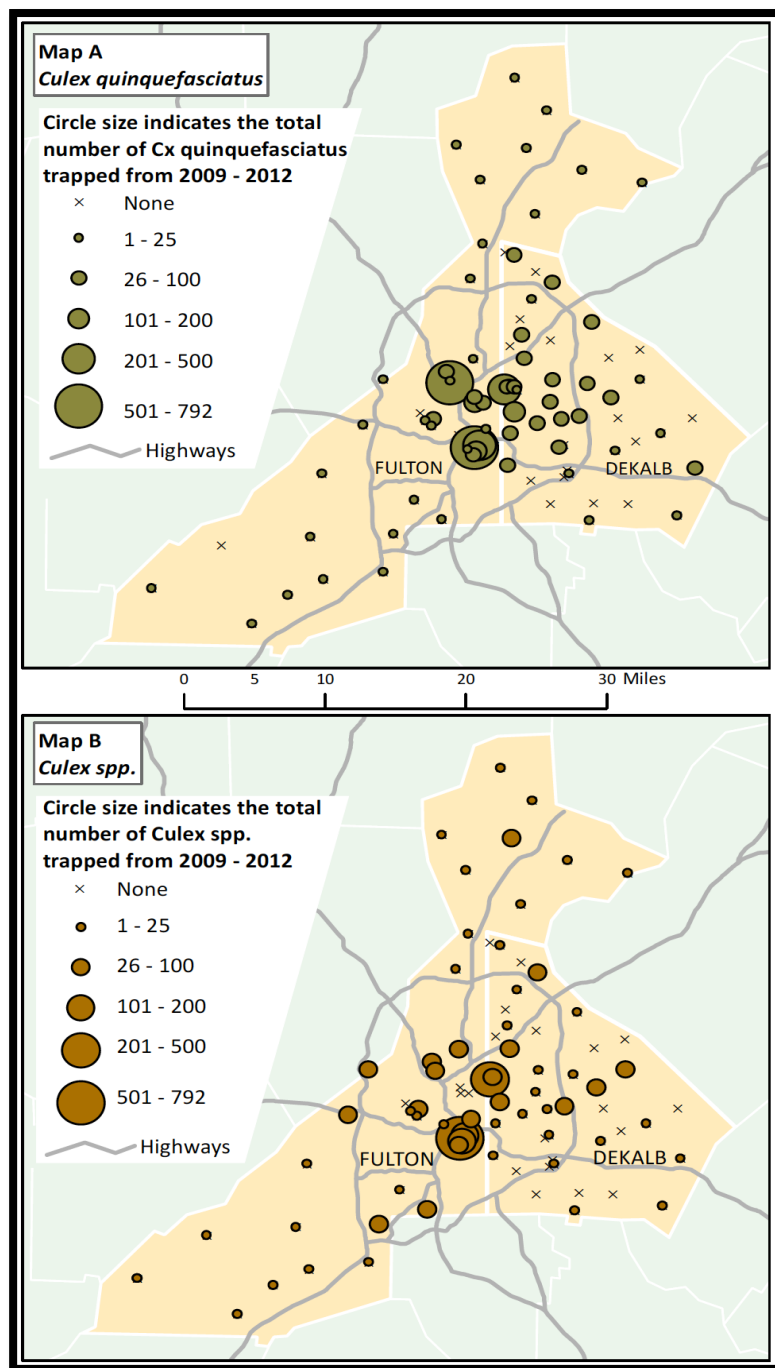 Map A
Culex quinquefasciatus
Circle size indicates the total
number of Cx quinquefasciatus
trapped from 2009 - 2012
None
1 - 25
26 - 100
101 - 200
201 - 500
501 - 792
Highways
FULTON
DEKALB
0 5 10 20 30 Miles
Map B
Culex spp.
Circle size indicates the total
number of Culex spp.
trapped from 2009 - 2012
None
1 - 25
26 - 100
101 - 200
201 - 500
501 - 792
Highways
FULTON
DEKALB